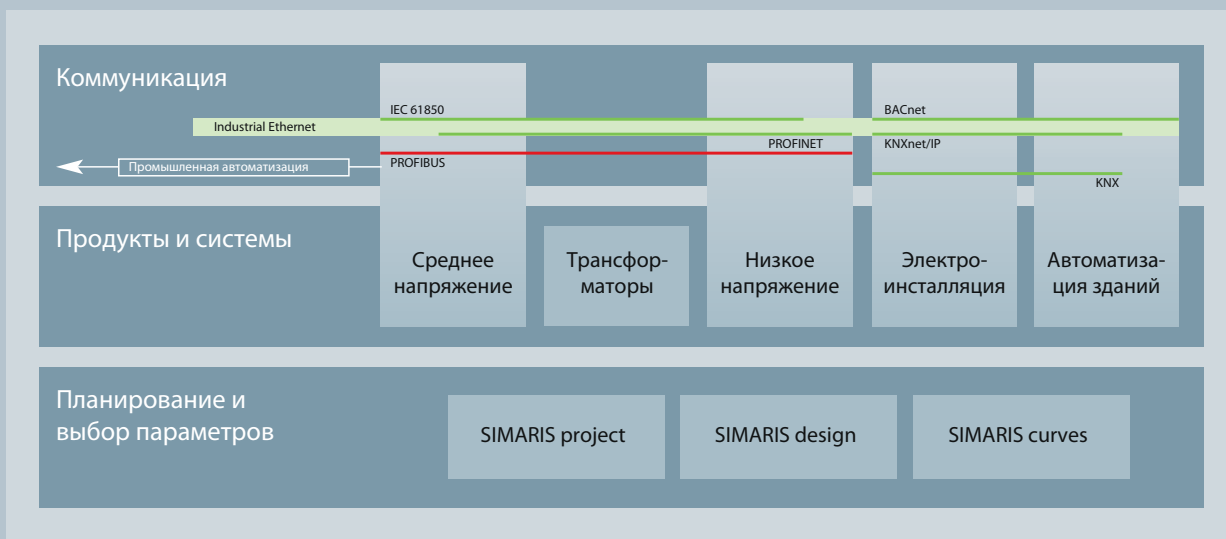 Коммуникация
IEC 61850
BACnet
Industrial Ethernet
PROFINET
KNXnet/IP
Промышленная автоматизация
PROFIBUS
KNX
Продукты и системы
Среднее
напряжение
Трансфор-
маторы
Низкое
напряжение
Электро-
инсталляция
Автоматиза-
ция зданий
Планирование и
выбор параметров
SIMARIS project
SIMARIS design
SIMARIS curves